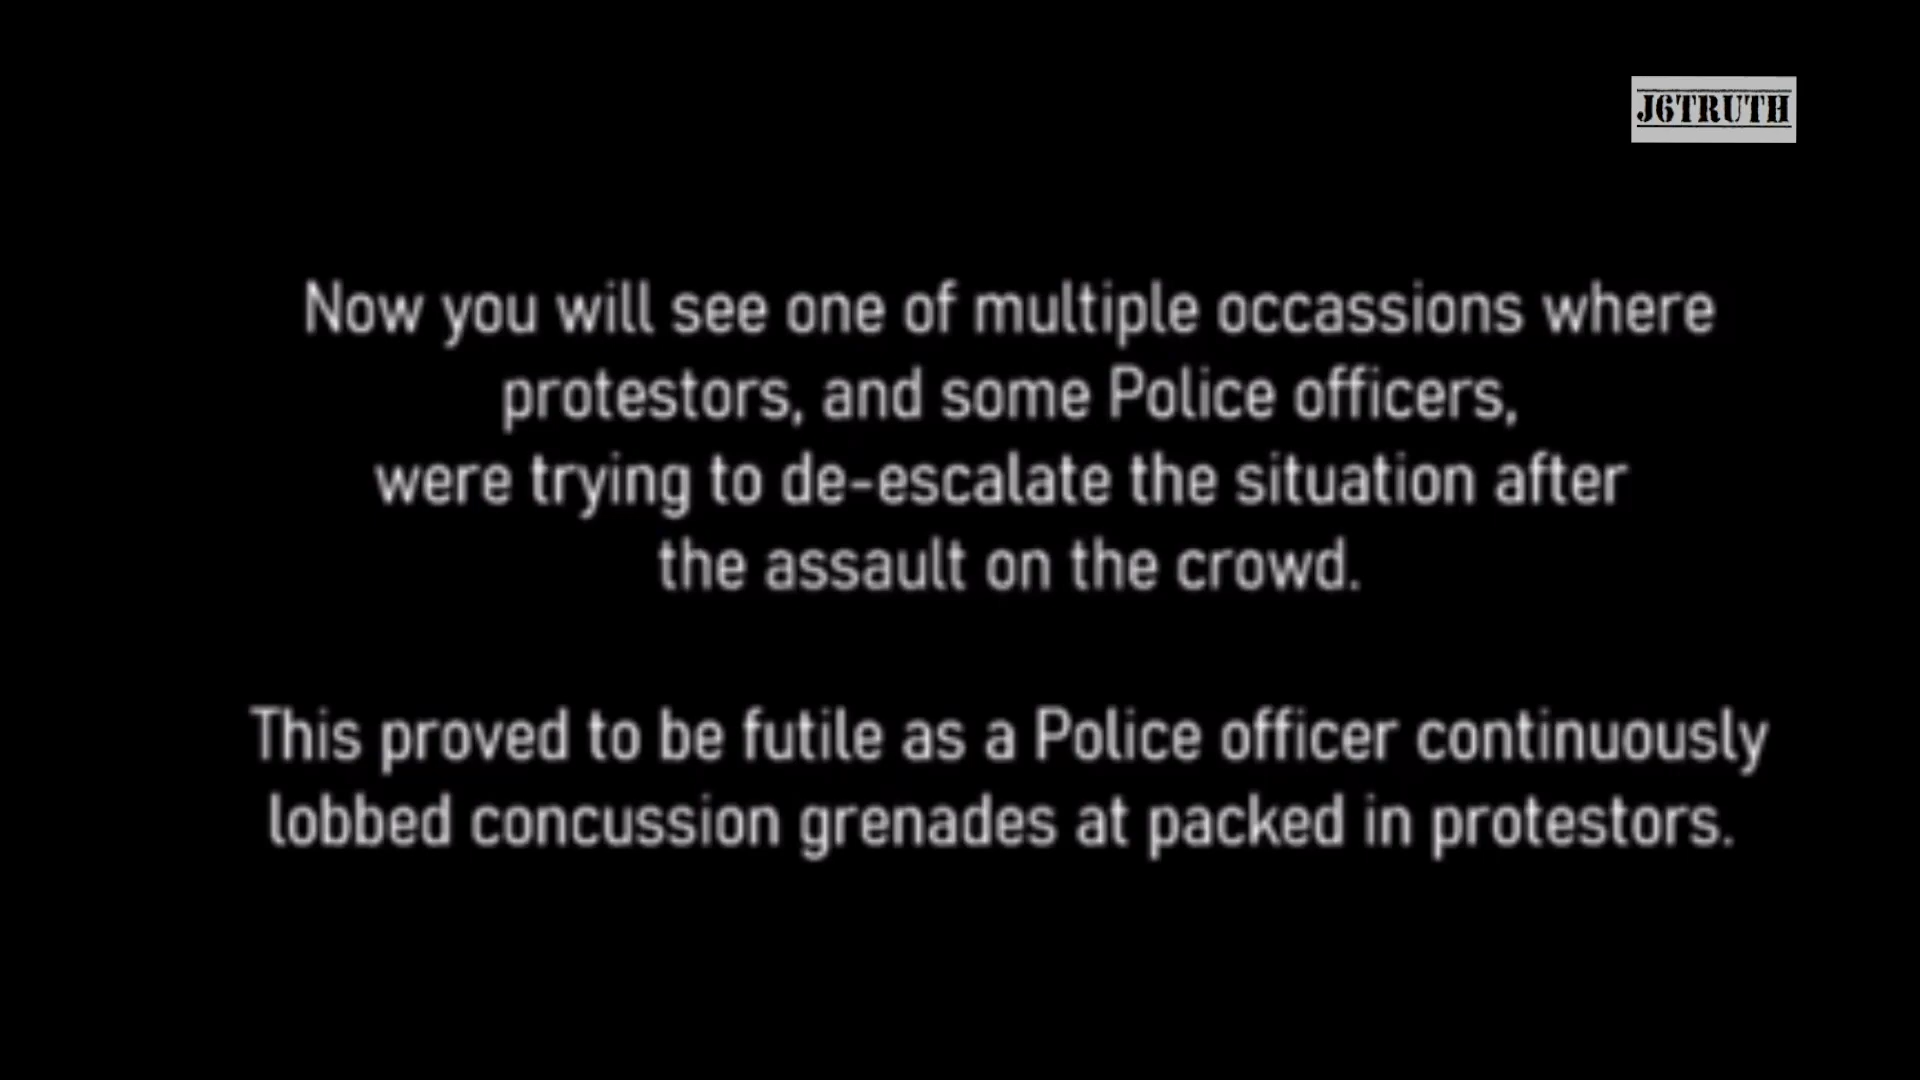 J6TRUTH
Now you will see one of multiple occassions where
protestors, and some Police officers,
were trying to de-escalate the situation after
the assault on the crowd.
This proved to be futile as a Police officer continuously
lobbed concussion grenades at packed in protestors.